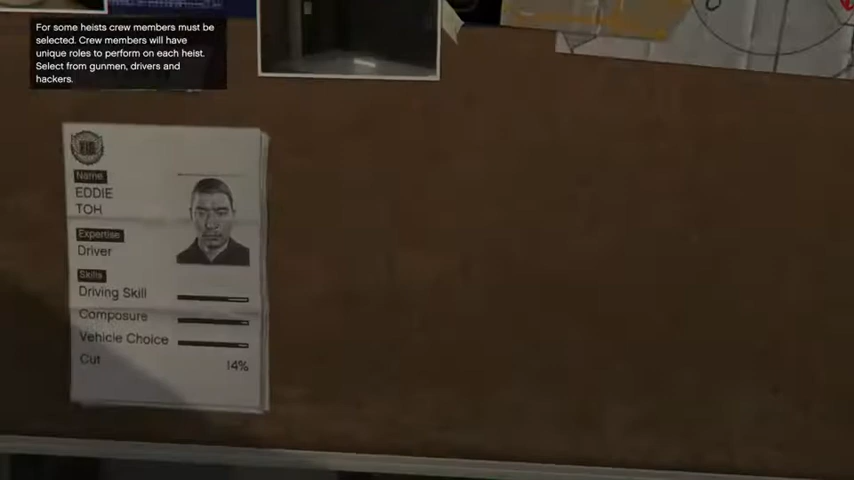 For some heists crew members must be
selected. Crew members will have
unique roles to perform on each heist.
Select from gunmen, drivers and
hackers.
FIB
Name
EDDIE
TOH
Expertise
Driver
Skills
Driving Skill
Composure
Vehicle Choice
Cut 14%